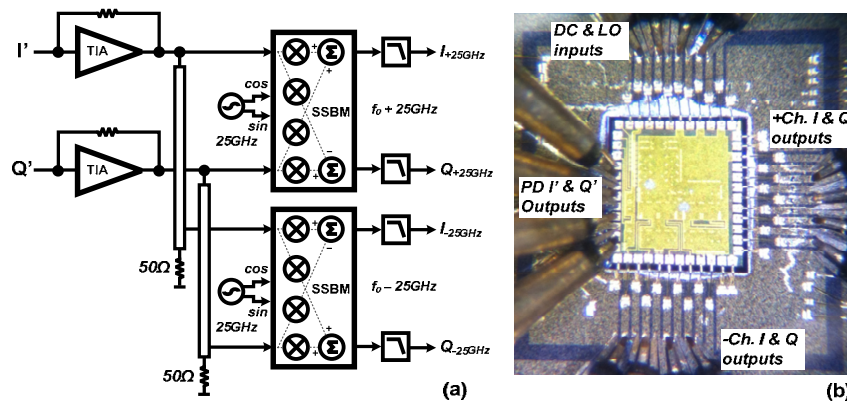 I'
TIA
Q'
TIA
50Ω
50Ω
cos
sin
25GHz
SSBM
+
Σ
+
−
+
Σ
f₀ + 25GHz
I+25GHz
Q+25GHz
cos
sin
25GHz
SSBM
+
Σ
−
+
+
Σ
f₀ − 25GHz
I-25GHz
Q-25GHz
(a)
DC & LO
inputs
+Ch. I & Q
outputs
PD I' & Q'
Outputs
-Ch. I & Q
outputs
(b)